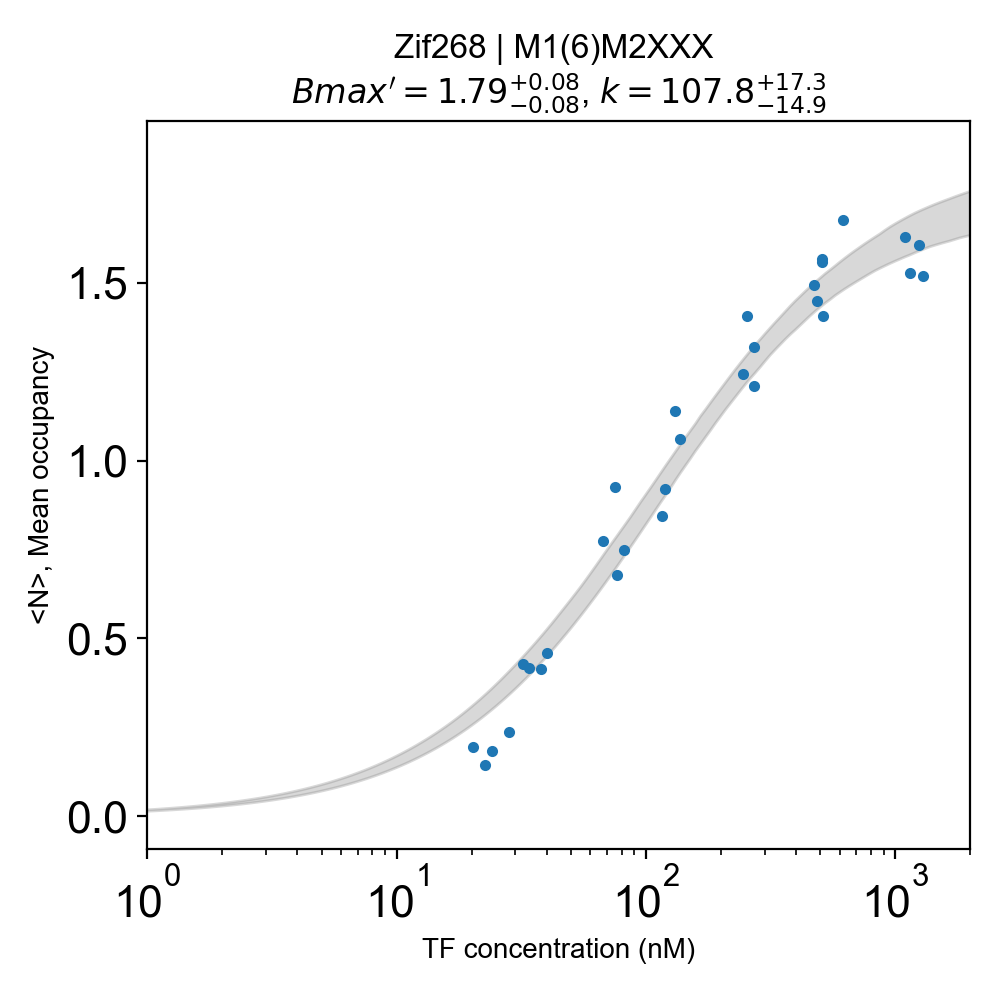 Zif268 | M1(6)M2XXX
Bmax′ = 1.79^{+0.08}_{−0.08}, k = 107.8^{+17.3}_{−14.9}
<N>, Mean occupancy
1.5
1.0
0.5
0.0
10^0 10^1 10^2 10^3
TF concentration (nM)